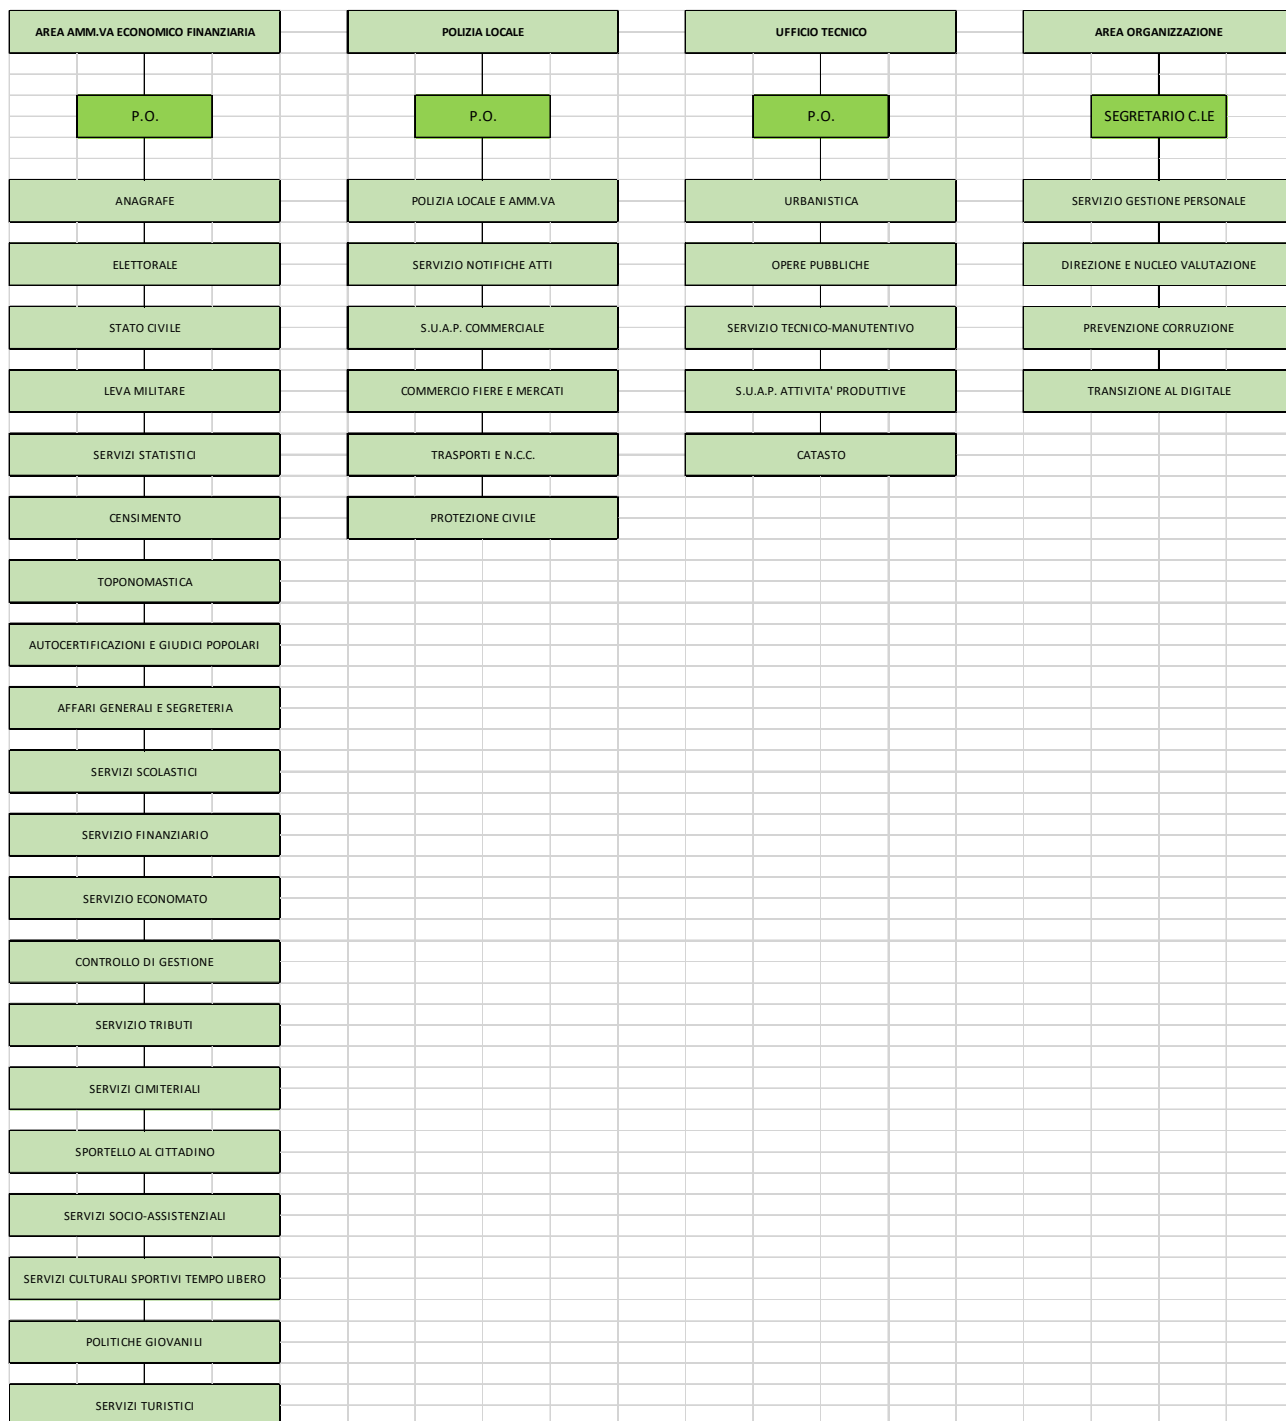 AREA AMM.VA ECONOMICO FINANZIARIA
POLIZIA LOCALE
UFFICIO TECNICO
AREA ORGANIZZAZIONE
P.O.
P.O.
P.O.
SEGRETARIO C.LE
ANAGRAFE
POLIZIA LOCALE E AMM.VA
URBANISTICA
SERVIZIO GESTIONE PERSONALE
ELETTORALE
SERVIZIO NOTIFICHE ATTI
OPERE PUBBLICHE
DIREZIONE E NUCLEO VALUTAZIONE
STATO CIVILE
S.U.A.P. COMMERCIALE
SERVIZIO TECNICO-MANUTENTIVO
PREVENZIONE CORRUZIONE
LEVA MILITARE
COMMERCIO FIERE E MERCATI
S.U.A.P. ATTIVITA' PRODUTTIVE
TRANSIZIONE AL DIGITALE
SERVIZI STATISTICI
TRASPORTI E N.C.C.
CATASTO
CENSIMENTO
PROTEZIONE CIVILE
TOPONOMASTICA
AUTOCERTIFICAZIONI E GIUDICI POPOLARI
AFFARI GENERALI E SEGRETERIA
SERVIZI SCOLASTICI
SERVIZIO FINANZIARIO
SERVIZIO ECONOMATO
CONTROLLO DI GESTIONE
SERVIZIO TRIBUTI
SERVIZI CIMITERIALI
SPORTELLO AL CITTADINO
SERVIZI SOCIO-ASSISTENZIALI
SERVIZI CULTURALI SPORTIVI TEMPO LIBERO
POLITICHE GIOVANILI
SERVIZI TURISTICI